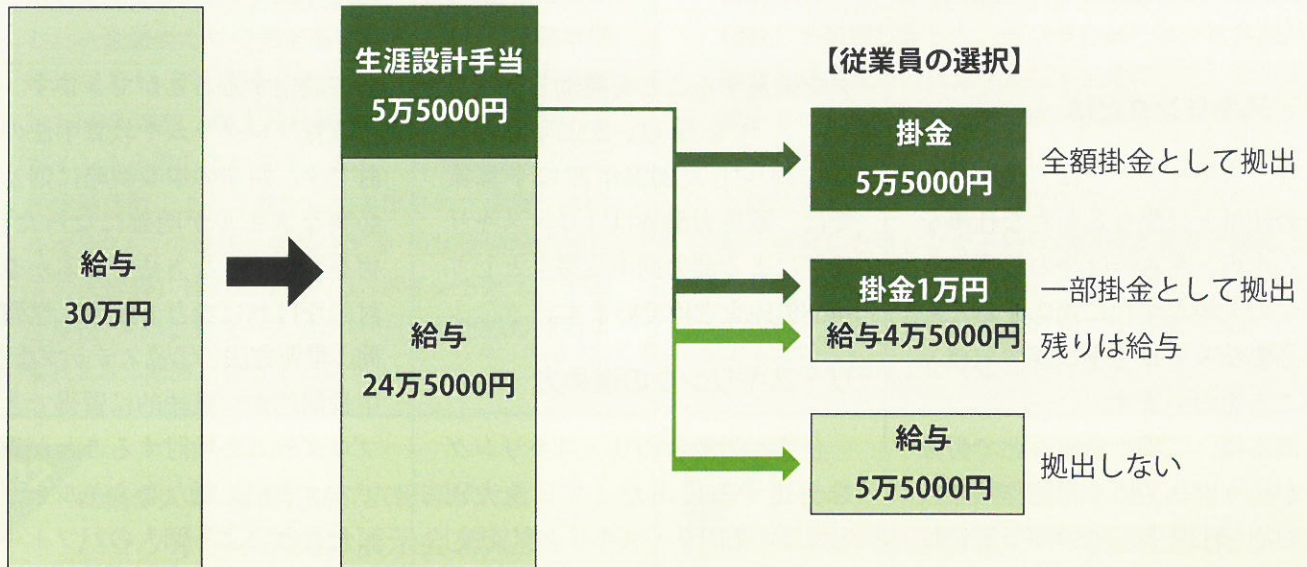 給与
30万円
生涯設計手当
5万5000円
給与
24万5000円
【従業員の選択】
掛金
5万5000円
全額掛金として拠出
掛金1万円
一部掛金として拠出
給与4万5000円
残りは給与
給与
5万5000円
拠出しない